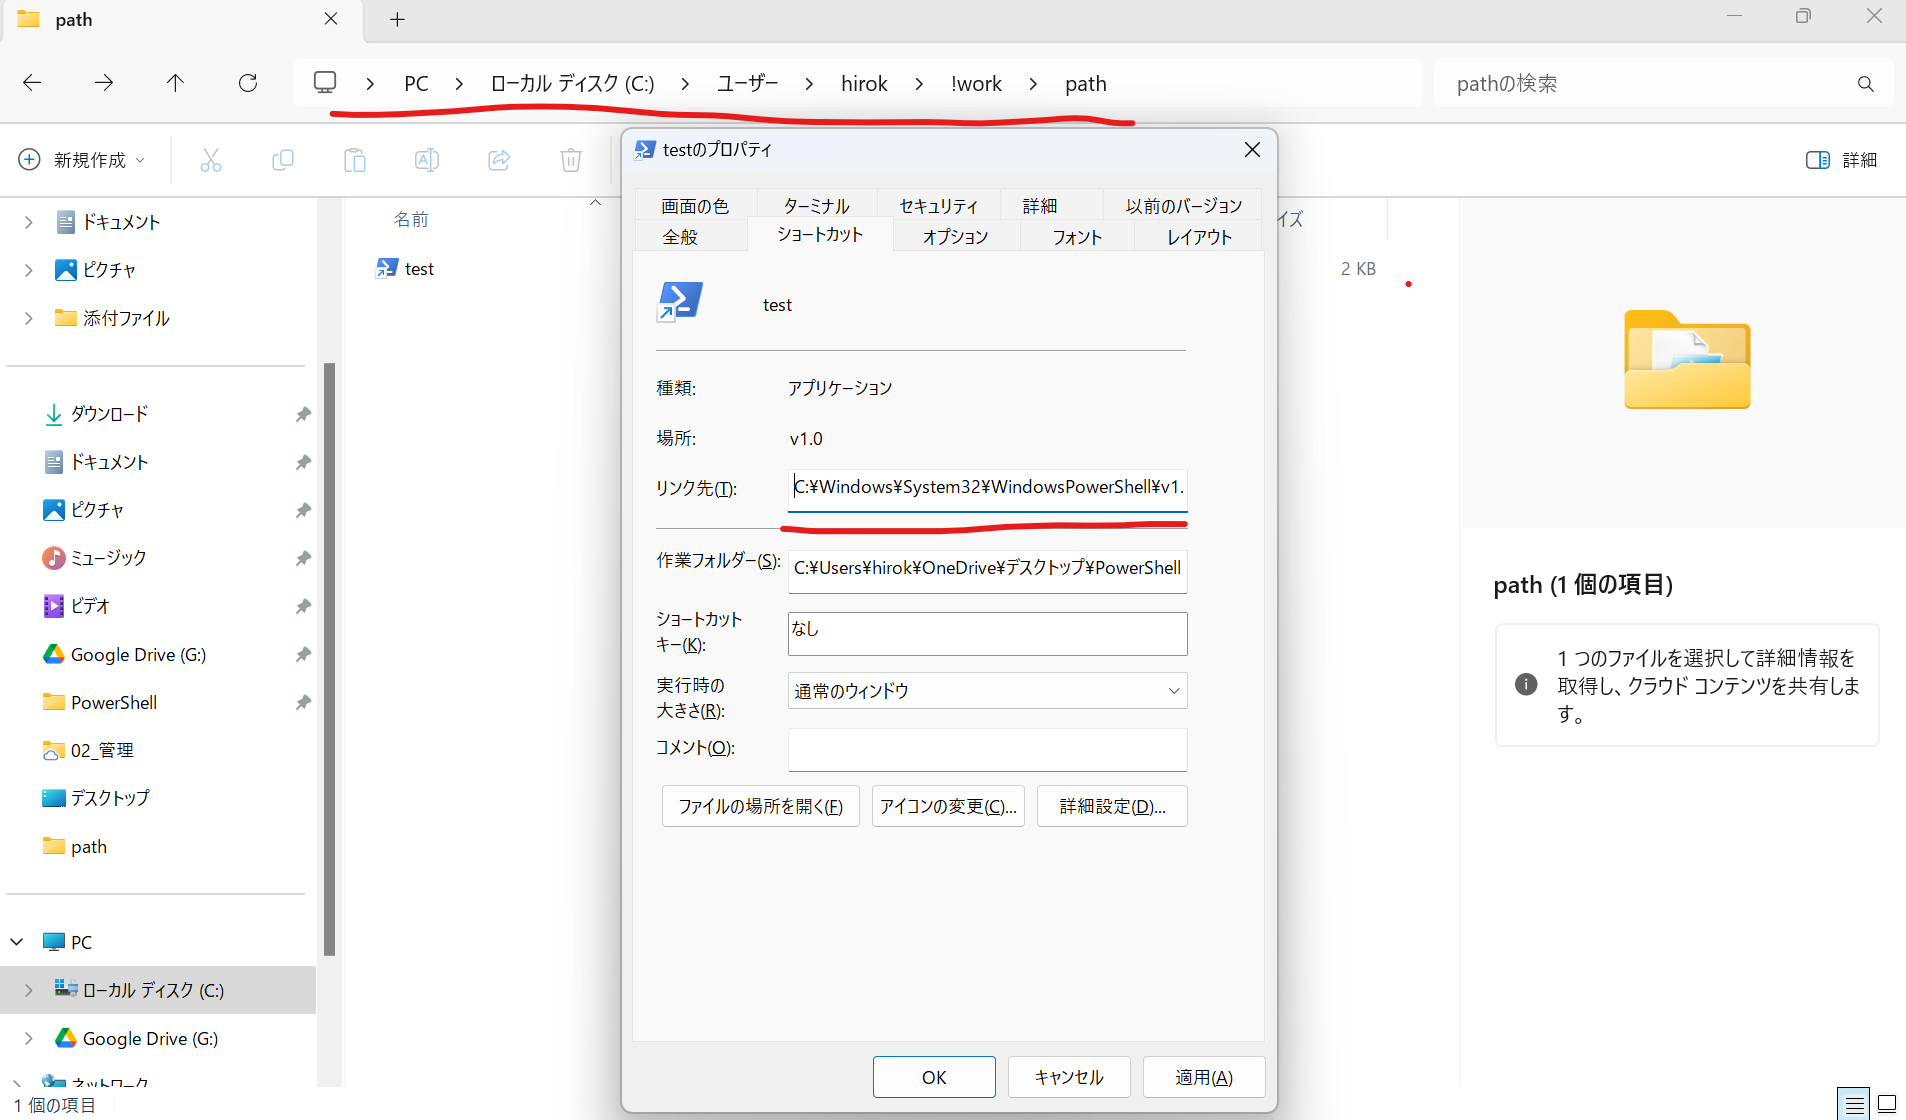 path
PC
ローカル ディスク (C:)
ユーザー
hirok
!work
path
pathの検索
新規作成
詳細
ドキュメント
ピクチャ
添付ファイル
ダウンロード
ドキュメント
ピクチャ
ミュージック
ビデオ
Google Drive (G:)
PowerShell
02_管理
デスクトップ
path
PC
ローカル ディスク (C:)
Google Drive (G:)
ネットワーク
1 個の項目
名前
イズ
test
2 KB
testのプロパティ
画面の色
ターミナル
セキュリティ
詳細
以前のバージョン
全般
ショートカット
オプション
フォント
レイアウト
test
種類:
アプリケーション
場所:
v1.0
リンク先(T):
C:¥Windows¥System32¥WindowsPowerShell¥v1.
作業フォルダー(S):
C:¥Users¥hirok¥OneDrive¥デスクトップ¥PowerShell
ショートカット
キー(K):
なし
実行時の
大きさ(R):
通常のウィンドウ
コメント(O):
ファイルの場所を開く(F)
アイコンの変更(C)...
詳細設定(D)...
OK
キャンセル
適用(A)
path (1 個の項目)
1 つのファイルを選択して詳細情報を
取得し、クラウド コンテンツを共有しま
す。